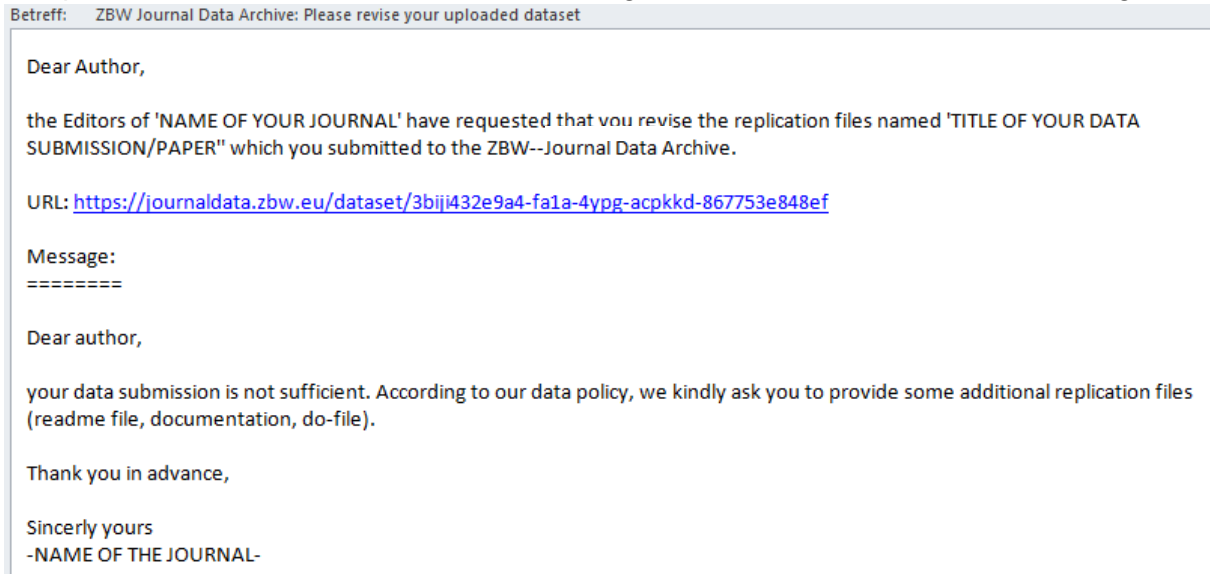 Betreff: ZBW Journal Data Archive: Please revise your uploaded dataset
Dear Author,
the Editors of 'NAME OF YOUR JOURNAL' have requested that you revise the replication files named 'TITLE OF YOUR DATA
SUBMISSION/PAPER" which you submitted to the ZBW--Journal Data Archive.
URL: https://journaldata.zbw.eu/dataset/3biji432e9a4-fa1a-4ypg-acpkkd-867753e848ef
Message:
========
Dear author,
your data submission is not sufficient. According to our data policy, we kindly ask you to provide some additional replication files
(readme file, documentation, do-file).
Thank you in advance,
Sincerly yours
-NAME OF THE JOURNAL-